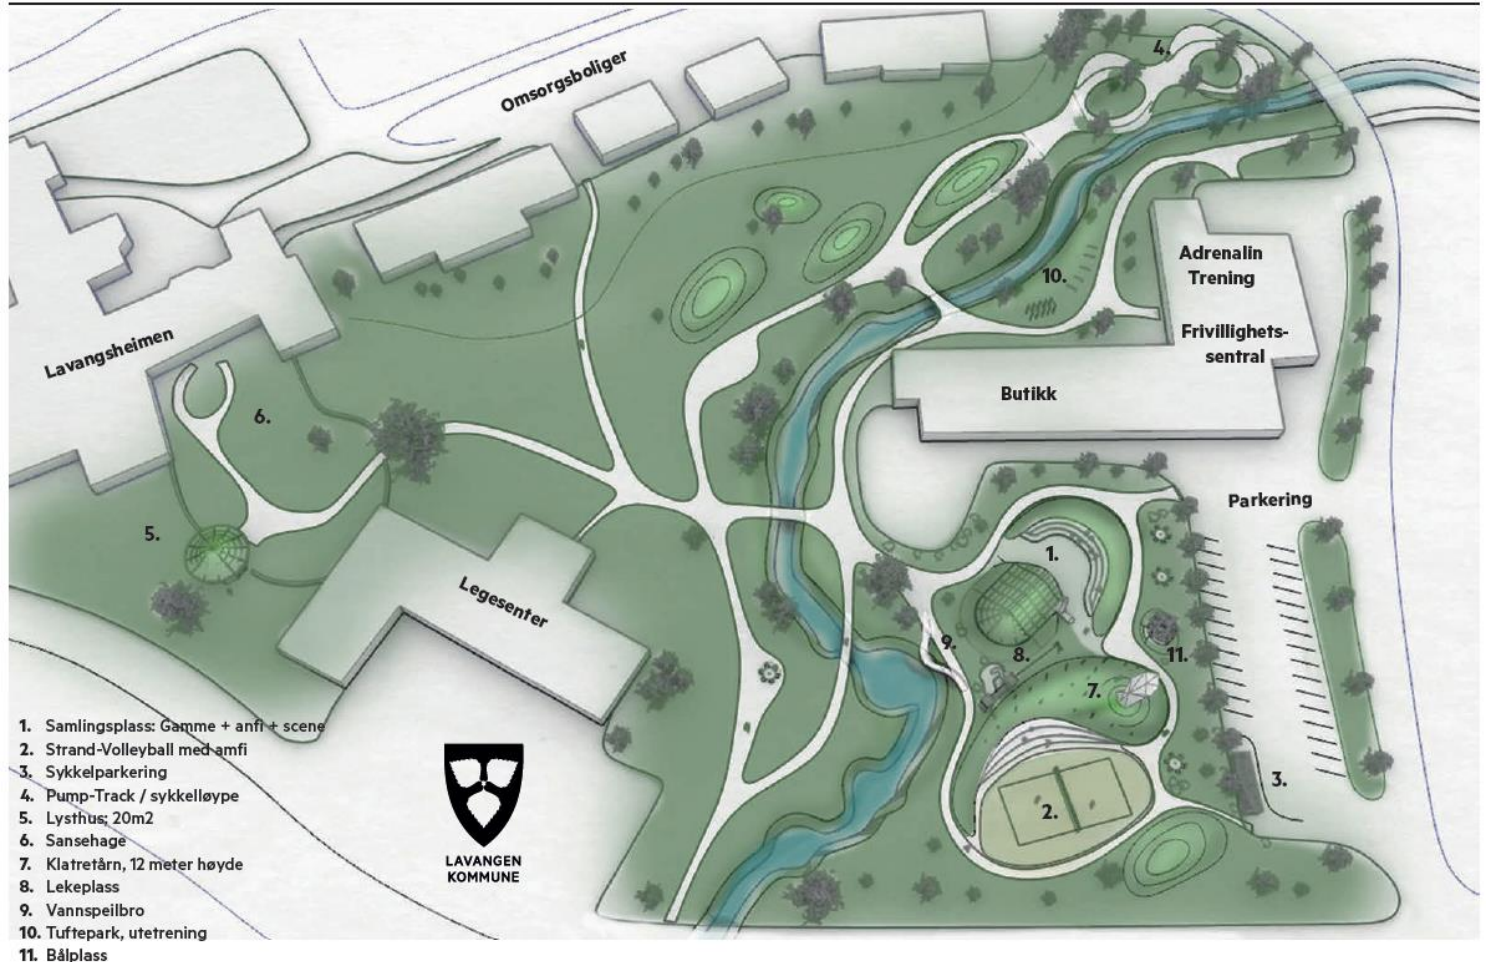 Omsorgsboliger
4.
Adrenalin
Trening
10.
Frivillighets-
sentral
Lavangsheimen
Butikk
6.
Parkering
5.
1.
Legesenter
9.
8.
11.
7.
3.
2.
1. Samlingsplass: Gamme + anfi + scene
2. Strand-Volleyball med amfi
3. Sykkelparkering
4. Pump-Track / sykkelløype
5. Lysthus; 20m2
6. Sansehage
7. Klatretårn, 12 meter høyde
8. Lekeplass
9. Vannspeilbro
10. Tuftepark, utetrening
11. Bålplass
LAVANGEN
KOMMUNE